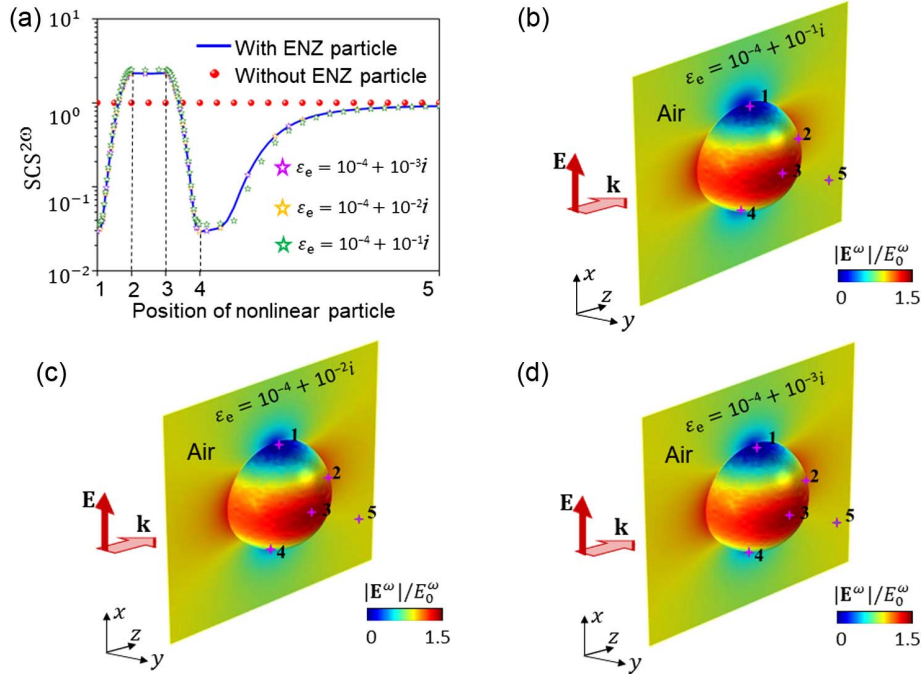 (a)
10¹
10⁰
10⁻¹
10⁻²
SCS²ᵂ
With ENZ particle
Without ENZ particle
εₑ = 10⁻⁴ + 10⁻³i
εₑ = 10⁻⁴ + 10⁻²i
εₑ = 10⁻⁴ + 10⁻¹i
1 2 3 4 5
Position of nonlinear particle
(b)
εₑ = 10⁻⁴ + 10⁻¹i
Air
1
2
3
4
5
E
k
x
z
y
|E^ω|/E₀^ω
0 1.5
(c)
εₑ = 10⁻⁴ + 10⁻²i
Air
1
2
3
4
5
E
k
x
z
y
|E^ω|/E₀^ω
0 1.5
(d)
εₑ = 10⁻⁴ + 10⁻³i
Air
1
2
3
4
5
E
k
x
z
y
|E^ω|/E₀^ω
0 1.5